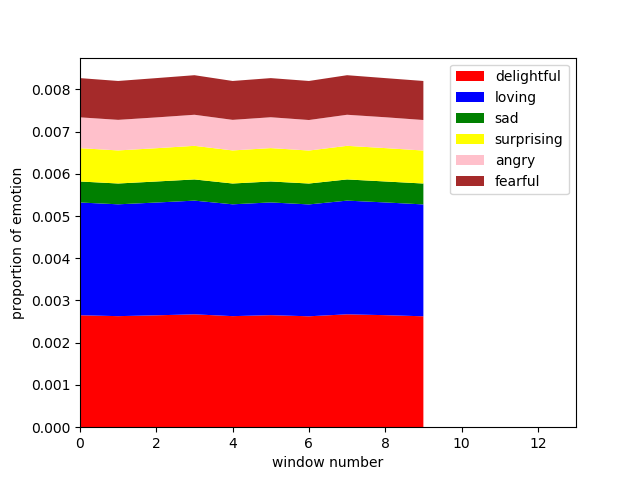 0.008
0.007
0.006
0.005
0.004
0.003
0.002
0.001
0.000
proportion of emotion
0 2 4 6 8 10 12
window number
delightful
loving
sad
surprising
angry
fearful